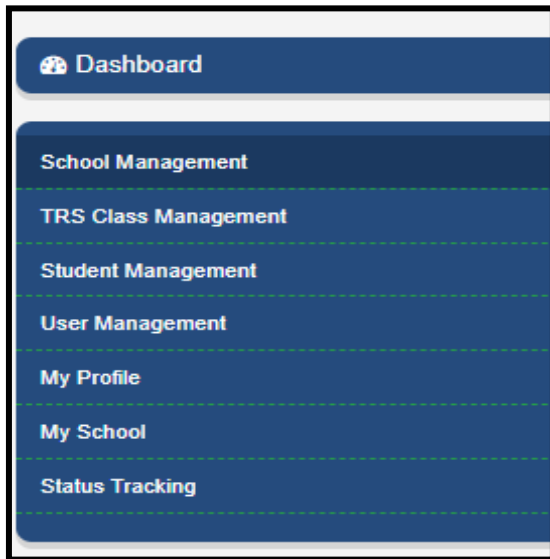 Dashboard
School Management
TRS Class Management
Student Management
User Management
My Profile
My School
Status Tracking